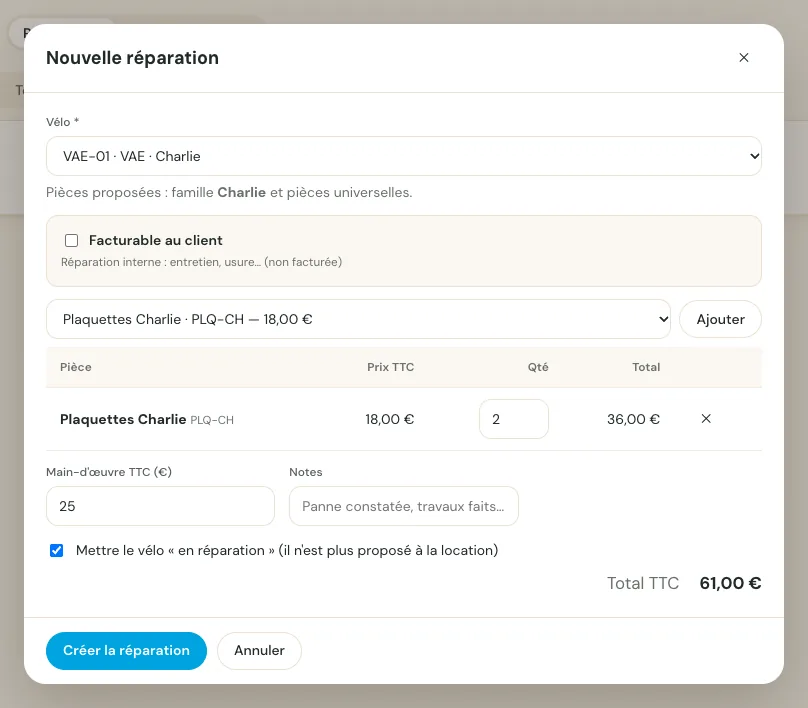 Nouvelle réparation ×
Vélo *
VAE-01 · VAE · Charlie
Pièces proposées : famille Charlie et pièces universelles.
Facturable au client
Réparation interne : entretien, usure… (non facturée)
Plaquettes Charlie · PLQ-CH — 18,00 € Ajouter
Pièce Prix TTC Qté Total
Plaquettes Charlie PLQ-CH 18,00 € 2 36,00 € ×
Main-d'œuvre TTC (€) Notes
25 Panne constatée, travaux faits…
Mettre le vélo « en réparation » (il n'est plus proposé à la location)
Total TTC 61,00 €
Créer la réparation Annuler